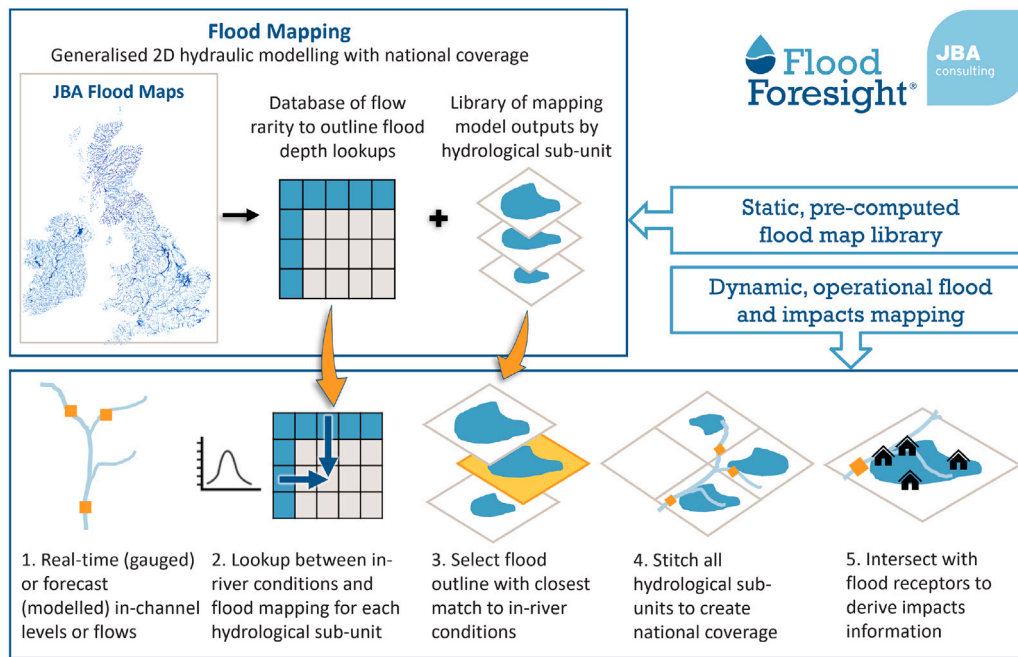 Flood Mapping
Generalised 2D hydraulic modelling with national coverage
JBA Flood Maps
Database of flow
rarity to outline flood
depth lookups
Library of mapping
model outputs by
hydrological sub-unit
Flood
Foresight®
JBA
consulting
Static, pre-computed
flood map library
Dynamic, operational flood
and impacts mapping
1. Real-time (gauged)
or forecast
(modelled) in-channel
levels or flows
2. Lookup between in-
river conditions and
flood mapping for each
hydrological sub-unit
3. Select flood
outline with closest
match to in-river
conditions
4. Stitch all
hydrological sub-
units to create
national coverage
5. Intersect with
flood receptors to
derive impacts
information